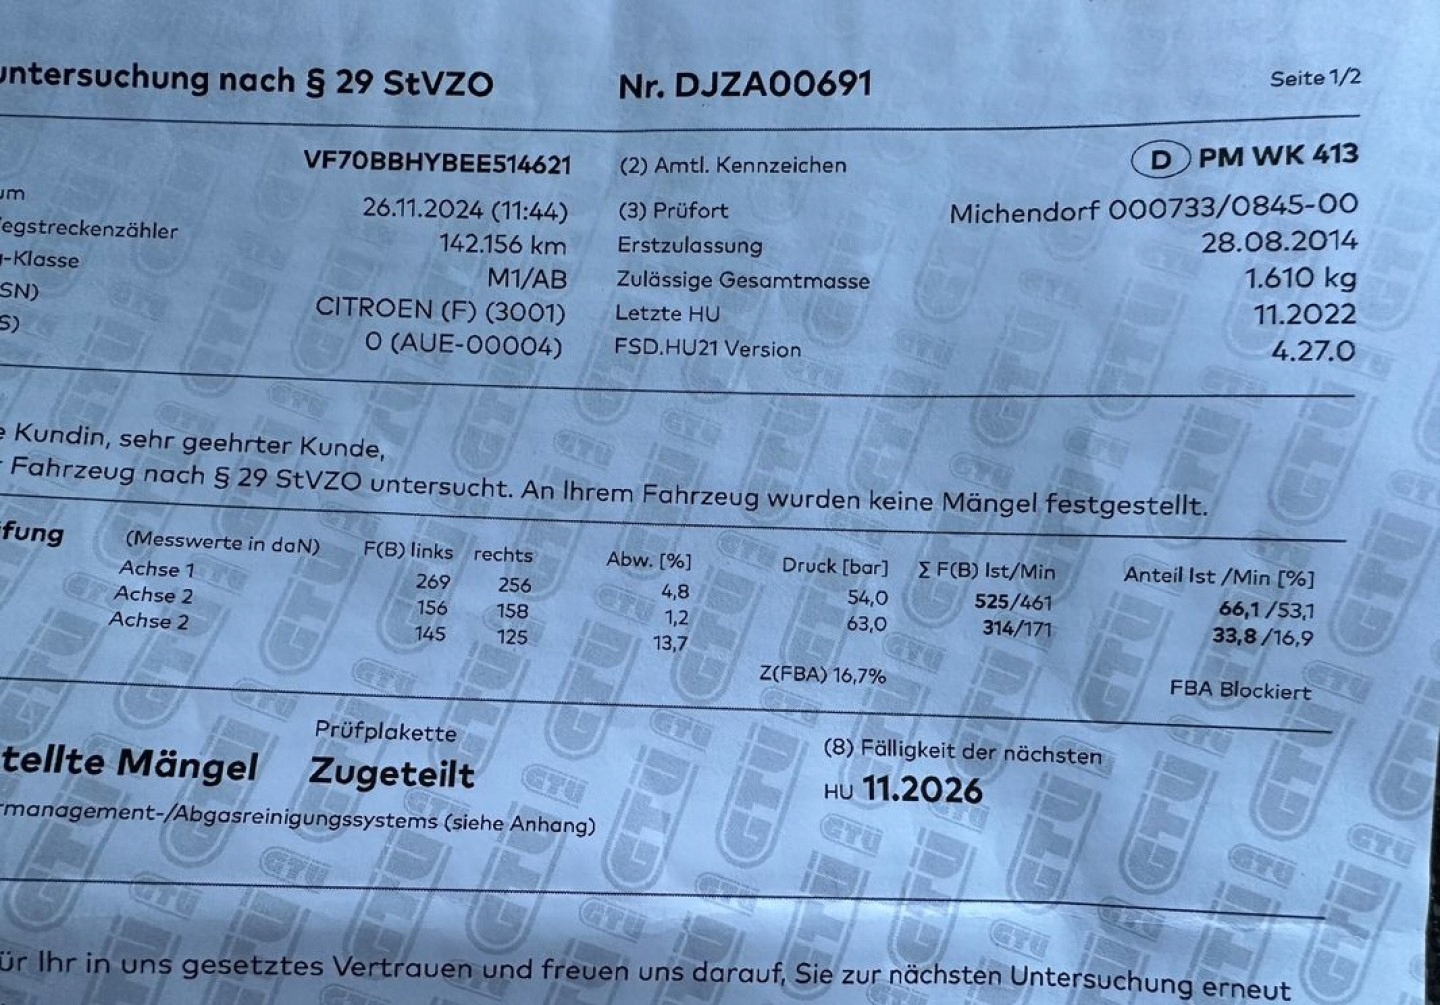 untersuchung nach § 29 StVZO Nr. DJZA00691 Seite 1/2
VF70BBHYBEE514621 (2) Amtl. Kennzeichen D PM WK 413
um 26.11.2024 (11:44) (3) Prüfort Michendorf 000733/0845-00
egstreckenzähler 142.156 km Erstzulassung 28.08.2014
-Klasse M1/AB Zulässige Gesamtmasse 1.610 kg
SN) CITROEN (F) (3001) Letzte HU 11.2022
S) 0 (AUE-00004) FSD.HU21 Version 4.27.0
e Kundin, sehr geehrter Kunde,
r Fahrzeug nach § 29 StVZO untersucht. An Ihrem Fahrzeug wurden keine Mängel festgestellt.
fung (Messwerte in daN) F(B) links rechts Abw. [%] Druck [bar] Σ F(B) Ist/Min Anteil Ist /Min [%]
Achse 1 269 256 4,8 54,0 525/461 66,1/53,1
Achse 2 156 158 1,2 63,0 314/171 33,8/16,9
Achse 2 145 125 13,7
Z(FBA) 16,7% FBA Blockiert
tellte Mängel Prüfplakette (8) Fälligkeit der nächsten
Zugeteilt HU 11.2026
rmanagement-/Abgasreinigungssystems (siehe Anhang)
ür Ihr in uns gesetztes Vertrauen und freuen uns darauf, Sie zur nächsten Untersuchung erneut